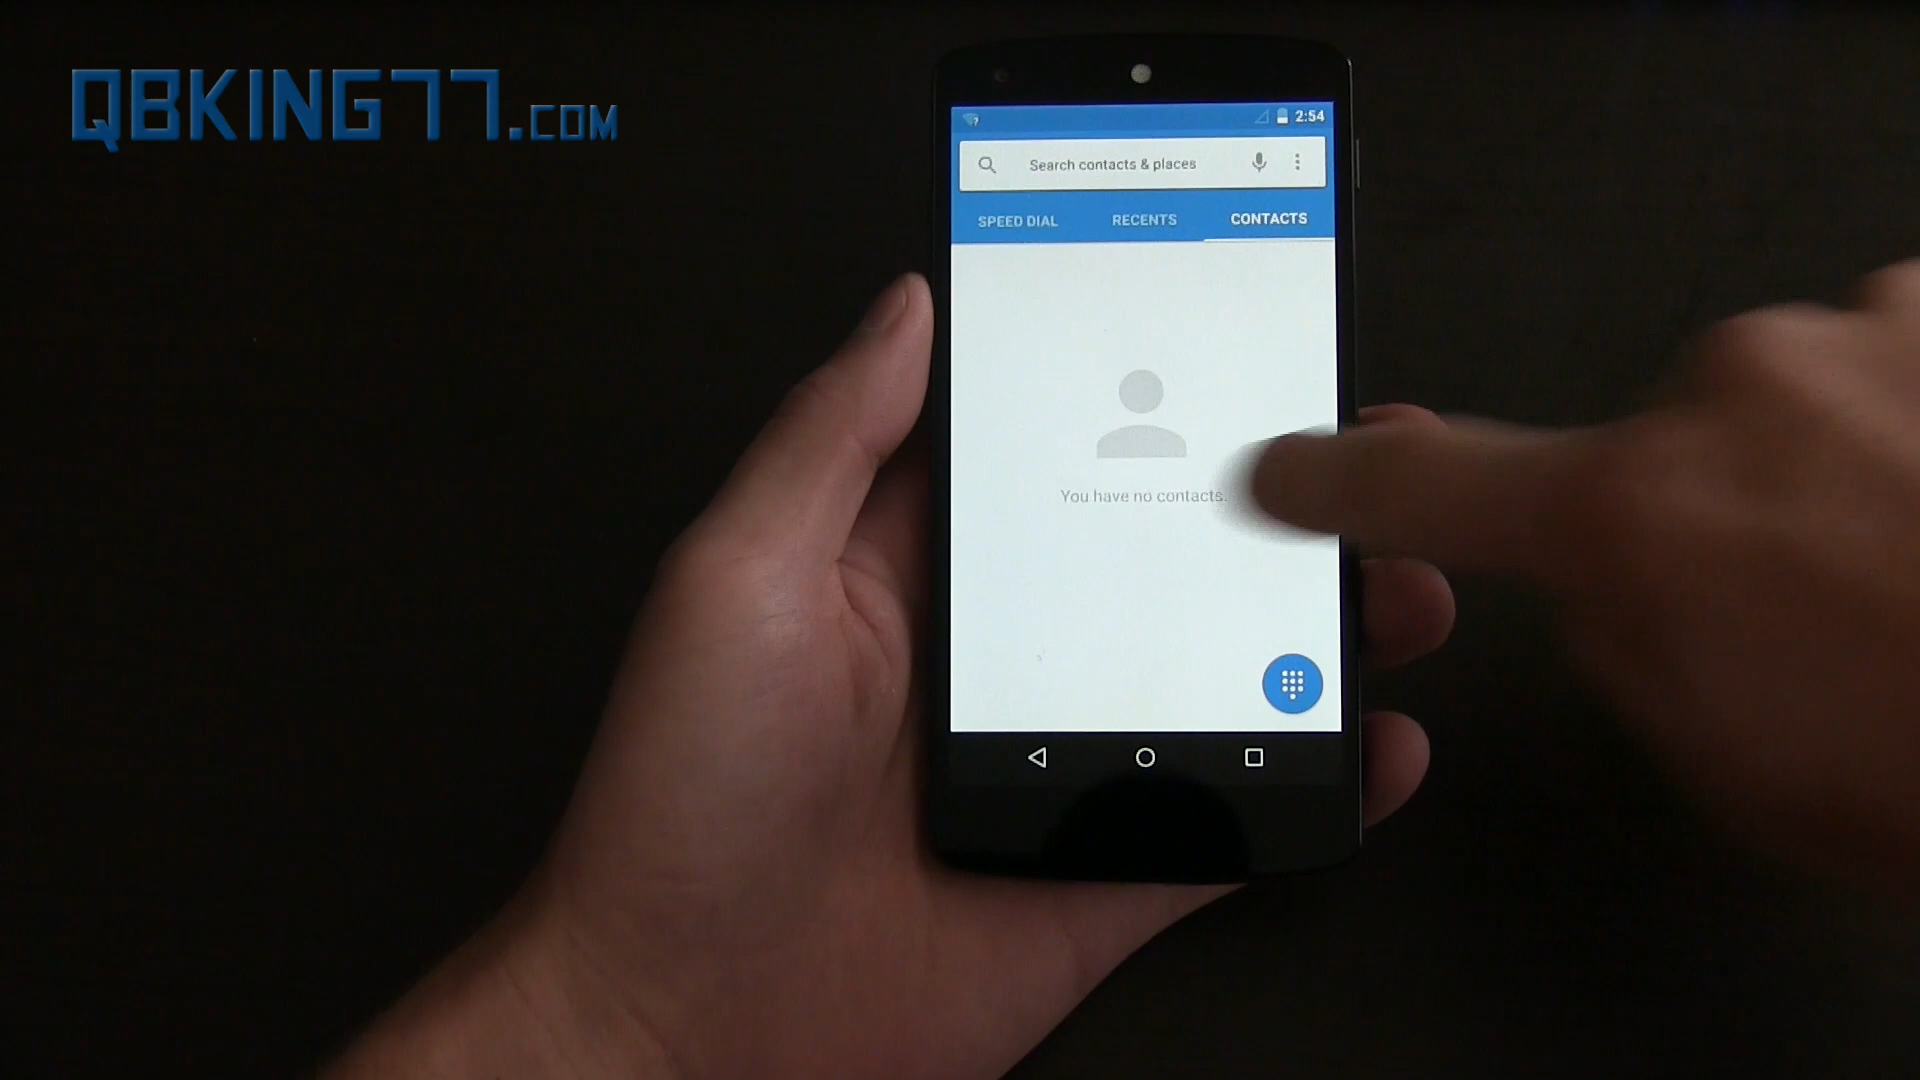 QBKING77.COM
2:54
Search contacts & places
SPEED DIAL RECENTS CONTACTS
You have no contacts.